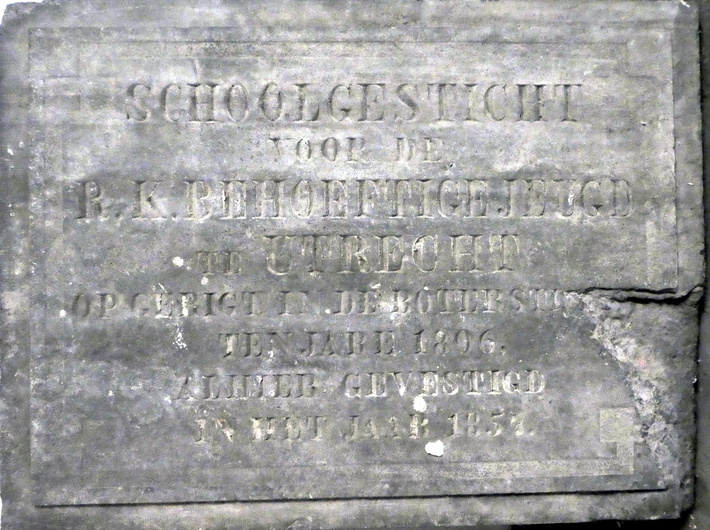 SCHOOLGESTICHT
VOOR DE
R. K. BEHOEFTIGE JEUGD
TE UTRECHT
OPGERIGT IN DE
TEN JARE 1806.
ALHIER GEVESTIGD
IN HET JAAR